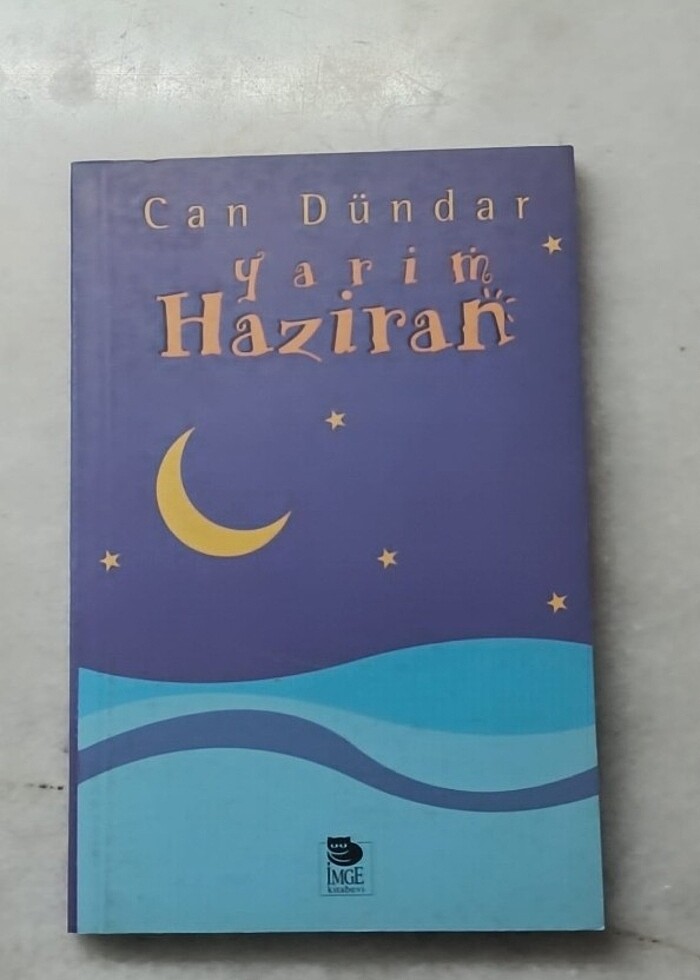 Can Dündar
Yarim
Haziran
İMGE
kitabevi